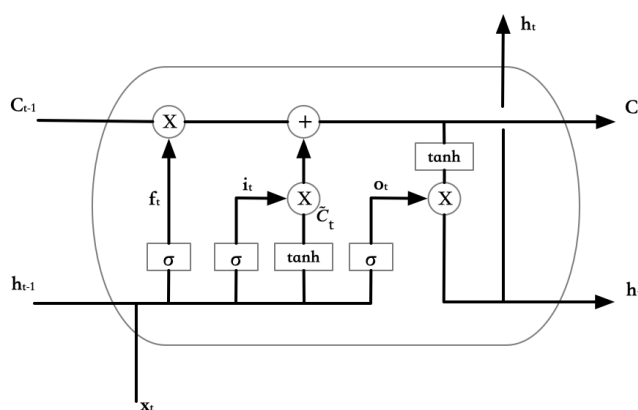 hₜ
Cₜ₋₁
X
+
C
tanh
fₜ
iₜ
X
C̃ₜ
oₜ
X
σ
σ
tanh
σ
hₜ₋₁
h
xₜ